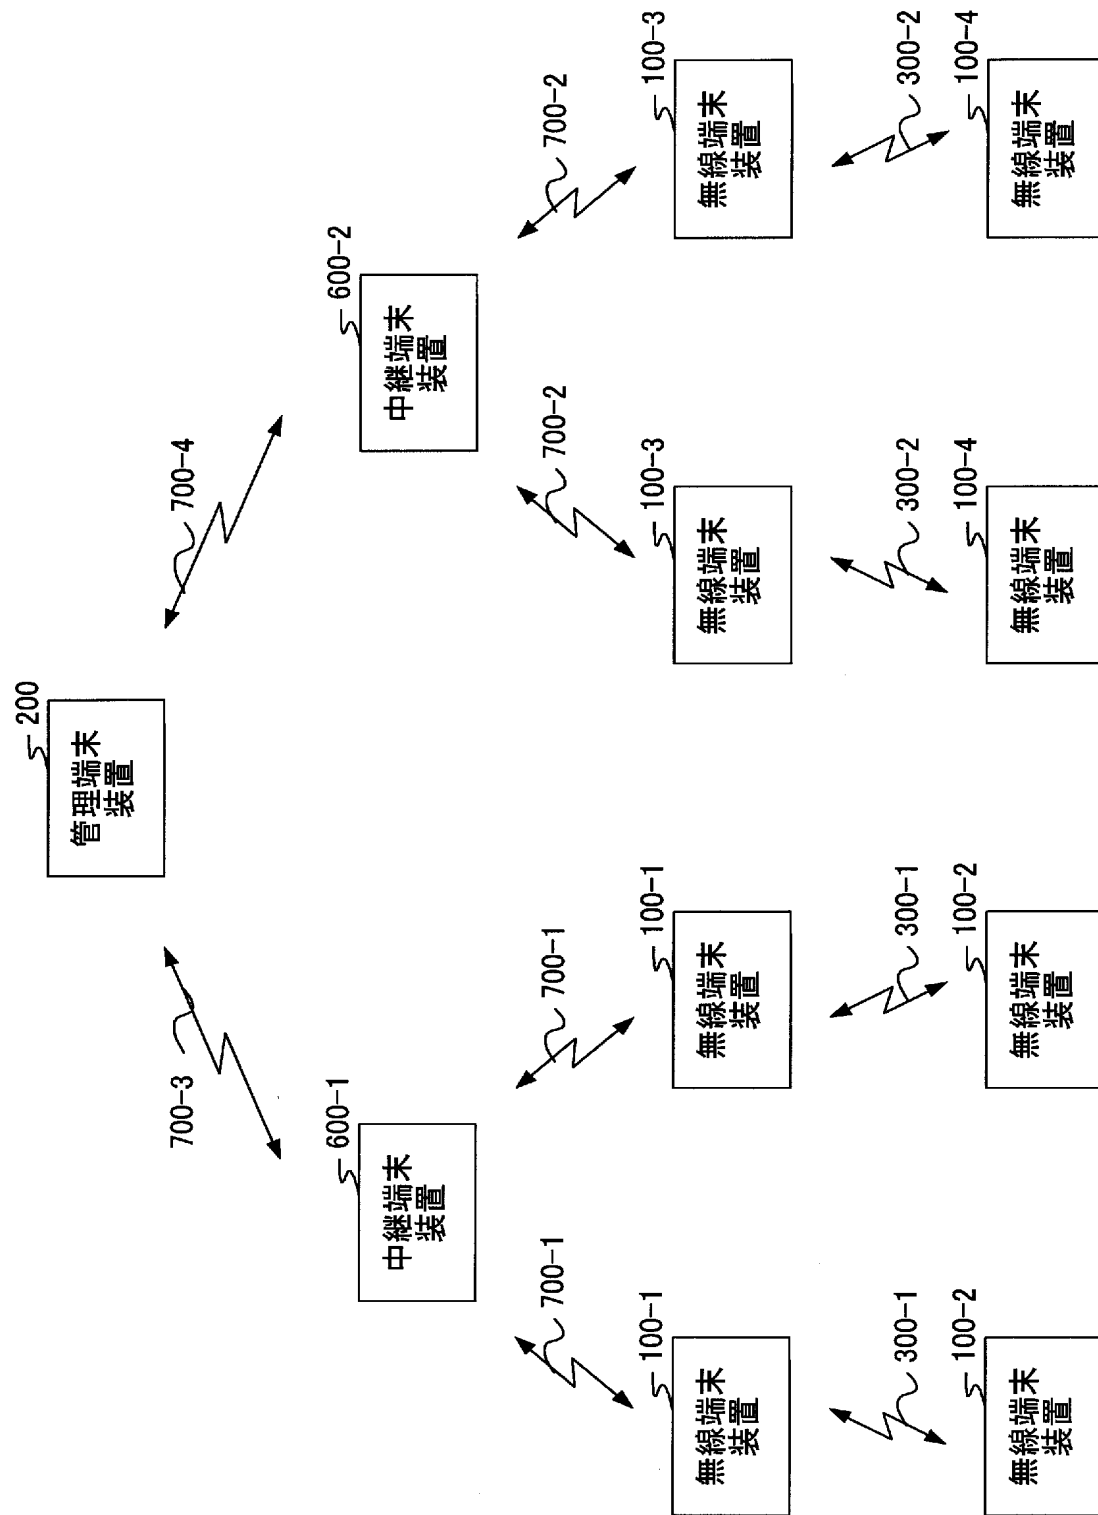 200
管理端末
装置
700-3
700-4
600-1
中継端末
装置
600-2
中継端末
装置
700-1
700-1
700-2
700-2
100-1
無線端末
装置
100-1
無線端末
装置
100-3
無線端末
装置
100-3
無線端末
装置
300-1
300-1
300-2
300-2
100-2
無線端末
装置
100-2
無線端末
装置
100-4
無線端末
装置
100-4
無線端末
装置